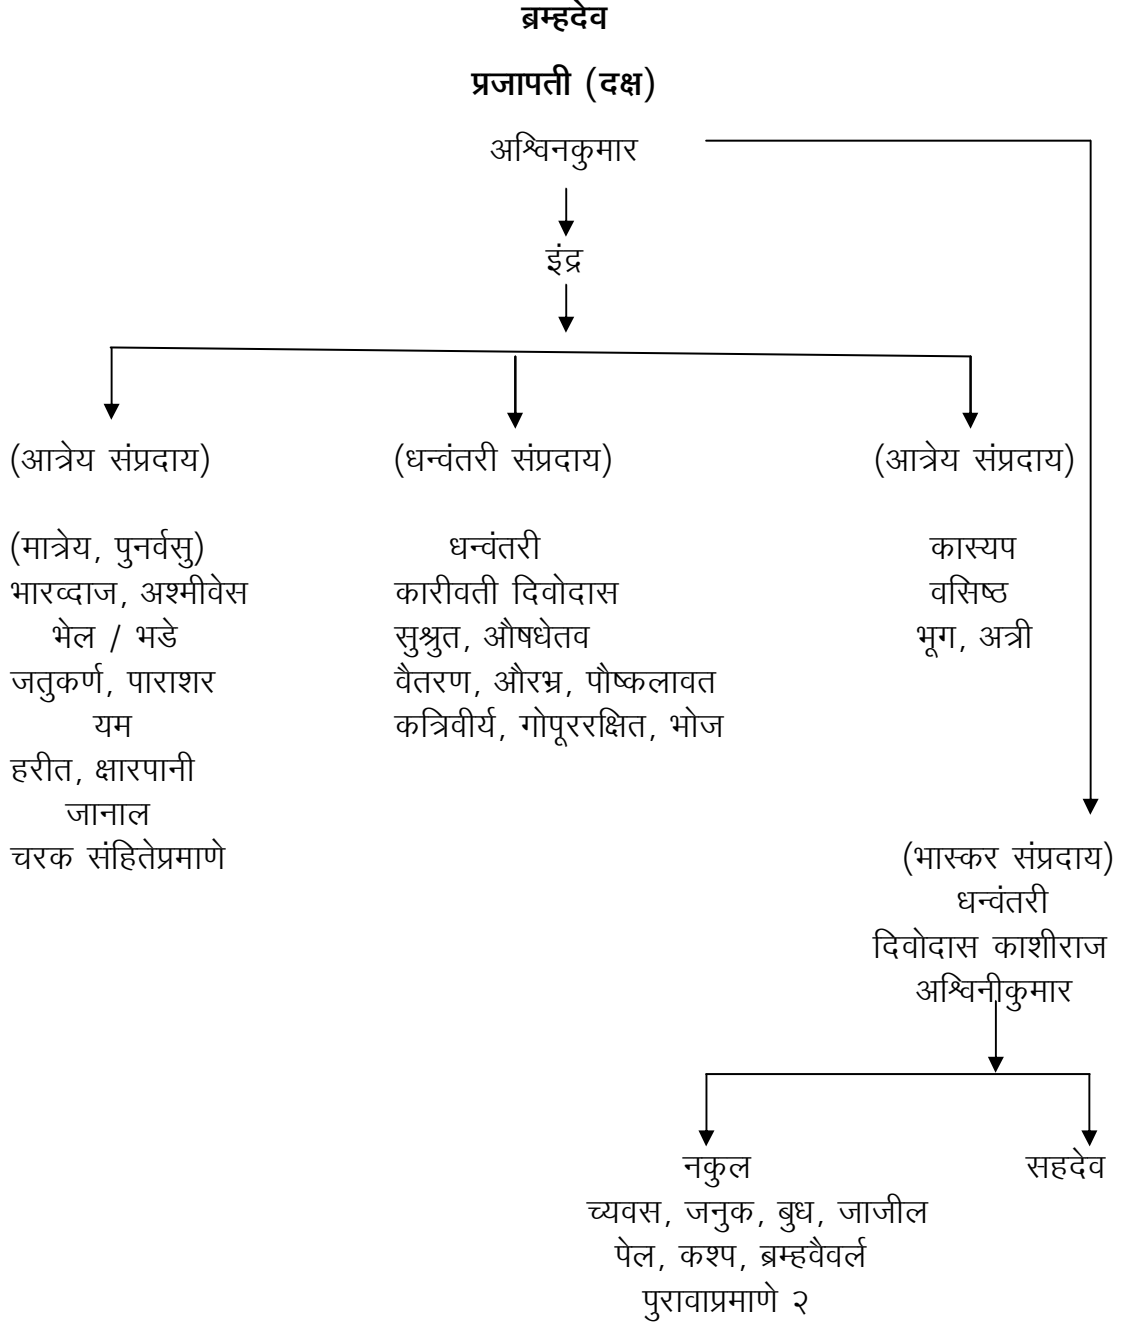 ब्रम्हदेव
प्रजापती (दक्ष)
अश्विनकुमार
इंद्र
(आत्रेय संप्रदाय)
(मात्रेय, पुनर्वसु)
भारव्दाज, अश्मीवेस
भेल / भडे
जतुकर्ण, पाराशर
यम
हरीत, क्षारपानी
जानाल
चरक संहितेप्रमाणे
(धन्वंतरी संप्रदाय)
धन्वंतरी
कारीवती दिवोदास
सुश्रुत, औषधेतव
वैतरण, औरभ्र, पौष्कलावत
कत्रिवीर्य, गोपूररक्षित, भोज
(आत्रेय संप्रदाय)
कास्यप
वसिष्ठ
भूग, अत्री
(भास्कर संप्रदाय)
धन्वंतरी
दिवोदास काशीराज
अश्विनीकुमार
नकुल
च्यवस, जनुक, बुध, जाजील
पेल, कश्प, ब्रम्हवैवर्ल
पुरावाप्रमाणे २
सहदेव